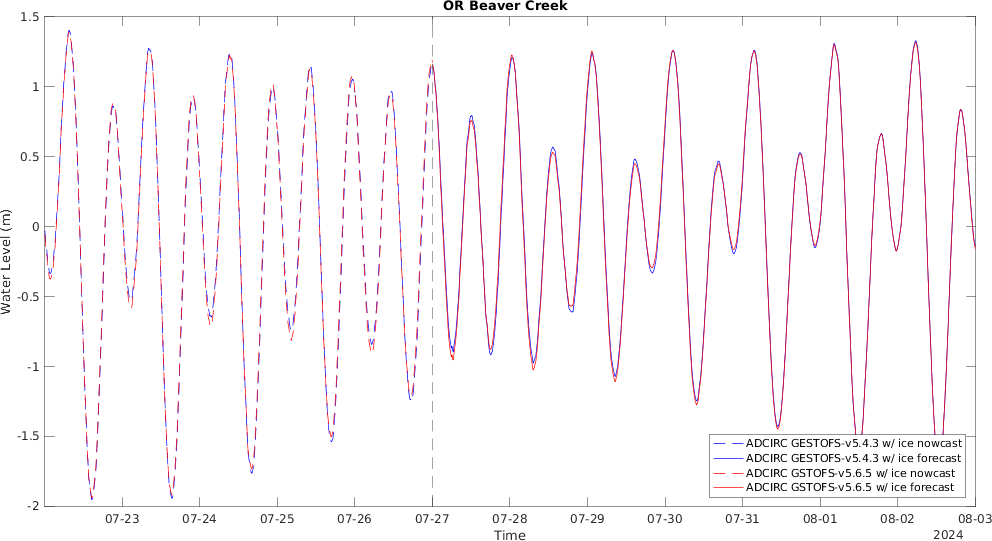 OR Beaver Creek
1.5
1
0.5
0
-0.5
-1
-1.5
-2
Water Level (m)
07-23 07-24 07-25 07-26 07-27 07-28 07-29 07-30 07-31 08-01 08-02 08-03
Time
2024
ADCIRC GESTOFS-v5.4.3 w/ ice nowcast
ADCIRC GESTOFS-v5.4.3 w/ ice forecast
ADCIRC GSTOFS-v5.6.5 w/ ice nowcast
ADCIRC GSTOFS-v5.6.5 w/ ice forecast